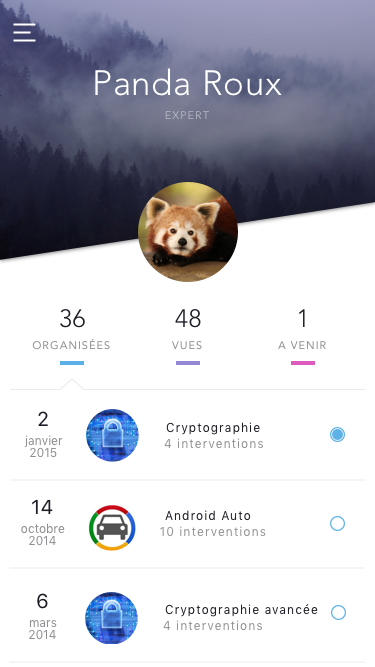 Panda Roux
EXPERT
36 48 1
ORGANISÉES VUES A VENIR
2
janvier
2015
Cryptographie
4 interventions
14
octobre
2014
Android Auto
10 interventions
6
mars
2014
Cryptographie avancée
4 interventions